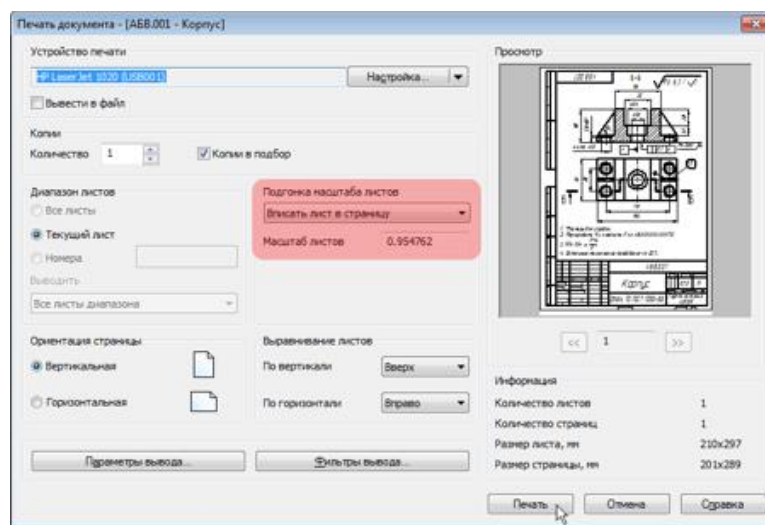 Печать документа - [АБВ.001 - Корпус]
Устройство печати
HP LaserJet 1020 (USB001)
Настройка...
Вывести в файл
Копии
Количество 1
Копии в подбор
Диапазон листов
Все листы
Текущий лист
Номера
Выводить
Все листы диапазона
Подгонка масштаба листов
Вписать лист в страницу
Масштаб листов 0.954762
Ориентация страницы
Вертикальная
Горизонтальная
Выравнивание листов
По вертикали Вверх
По горизонтали Вправо
Параметры вывода...
Фильтры вывода...
Просмотр
Корпус
<< 1 >>
Информация
Количество листов 1
Количество страниц 1
Размер листа, мм 210x297
Размер страницы, мм 201x289
Печать
Отмена
Справка